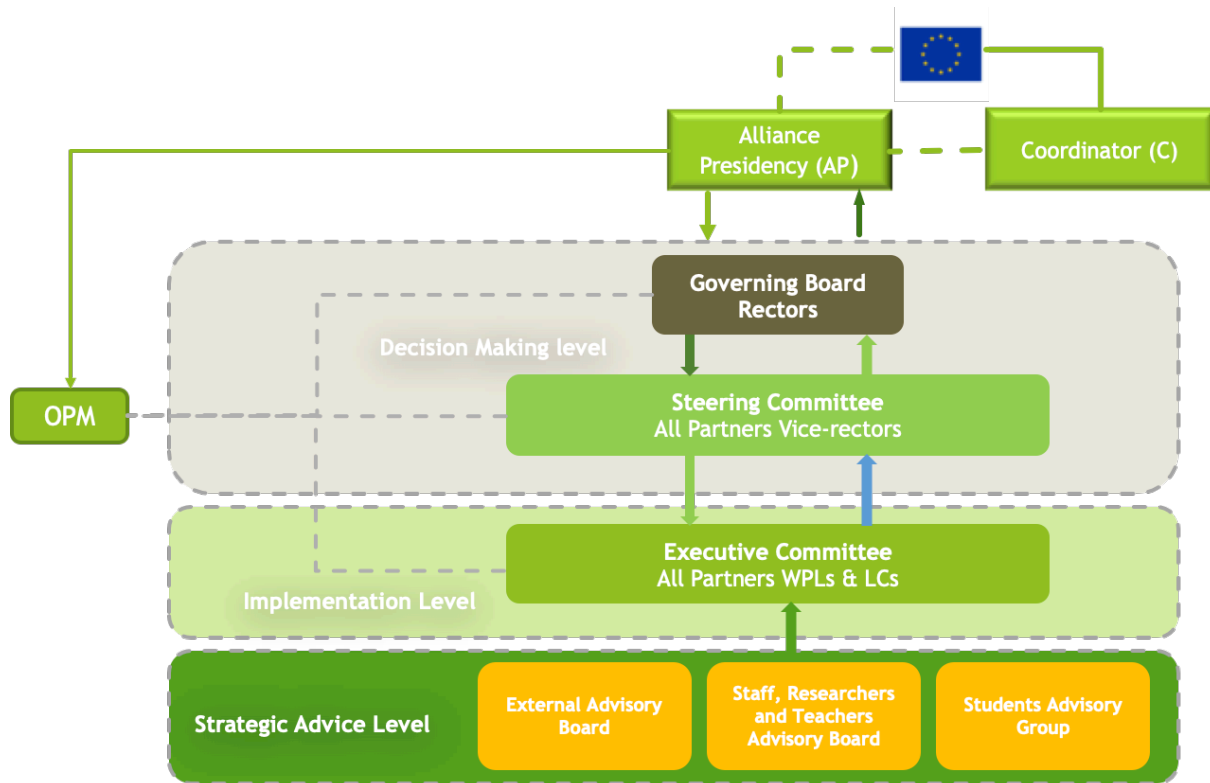 Alliance
Presidency (AP)
Coordinator (C)
Governing Board
Rectors
Decision Making level
OPM
Steering Committee
All Partners Vice-rectors
Executive Committee
All Partners WPLs & LCs
Implementation Level
Strategic Advice Level
External Advisory
Board
Staff, Researchers
and Teachers
Advisory Board
Students Advisory
Group